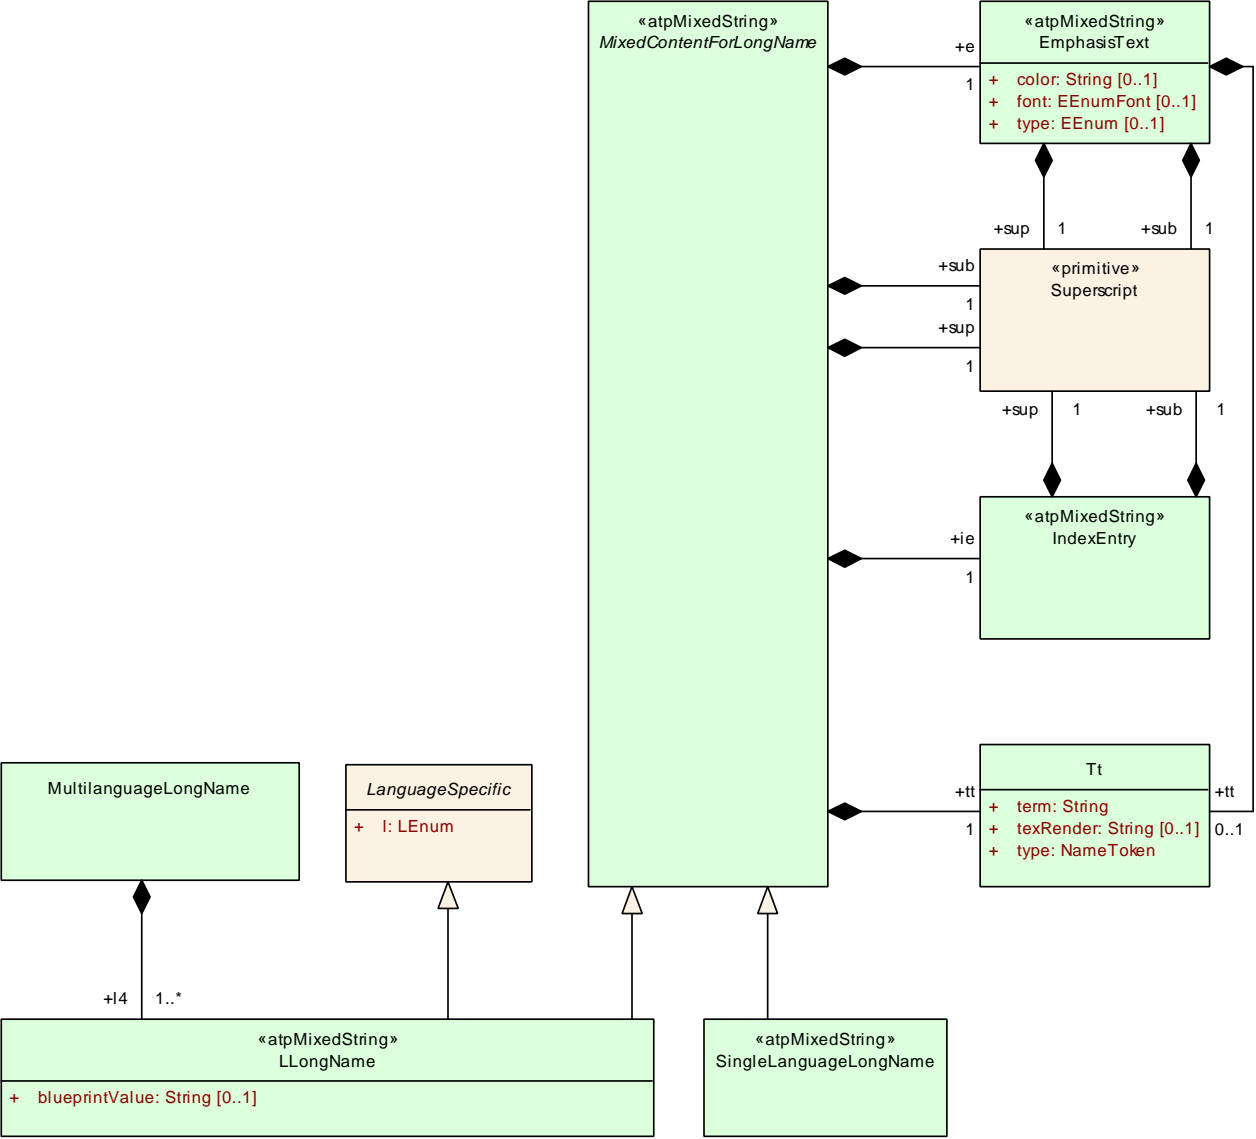 «atpMixedString»
MixedContentForLongName
«atpMixedString»
EmphasisText
+ color: String [0..1]
+ font: EEnumFont [0..1]
+ type: EEnum [0..1]
+e
1
+sup 1
+sub 1
«primitive»
Superscript
+sub
1
+sup
1
+sup 1
+sub 1
«atpMixedString»
IndexEntry
+ie
1
Tt
+ term: String
+ texRender: String [0..1]
+ type: NameToken
+tt
1
+tt
0..1
MultilanguageLongName
LanguageSpecific
+ l: LEnum
+l4 1..*
«atpMixedString»
LLongName
+ blueprintValue: String [0..1]
«atpMixedString»
SingleLanguageLongName